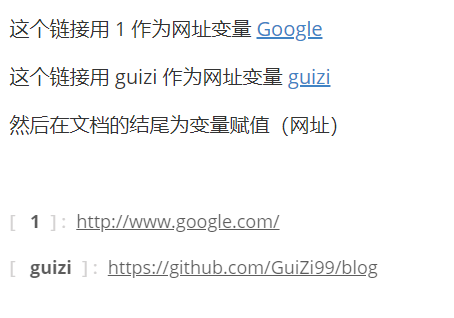 这个链接用 1 作为网址变量 Google
这个链接用 guizi 作为网址变量 guizi
然后在文档的结尾为变量赋值（网址）
[ 1 ]: http://www.google.com/
[ guizi ]: https://github.com/GuiZi99/blog